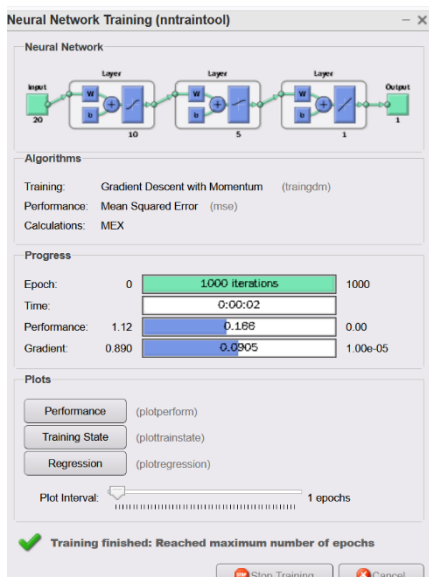 Neural Network Training (nntraintool)
Neural Network
Layer Layer Layer
Input Output
W W W
b b b
20 10 5 1 1
Algorithms
Training: Gradient Descent with Momentum (traingdm)
Performance: Mean Squared Error (mse)
Calculations: MEX
Progress
Epoch: 0 1000 iterations 1000
Time: 0:00:02
Performance: 1.12 0.166 0.00
Gradient: 0.890 0.0905 1.00e-05
Plots
Performance (plotperform)
Training State (plottrainstate)
Regression (plotregression)
Plot Interval: 1 epochs
Training finished: Reached maximum number of epochs
Stop Training Cancel